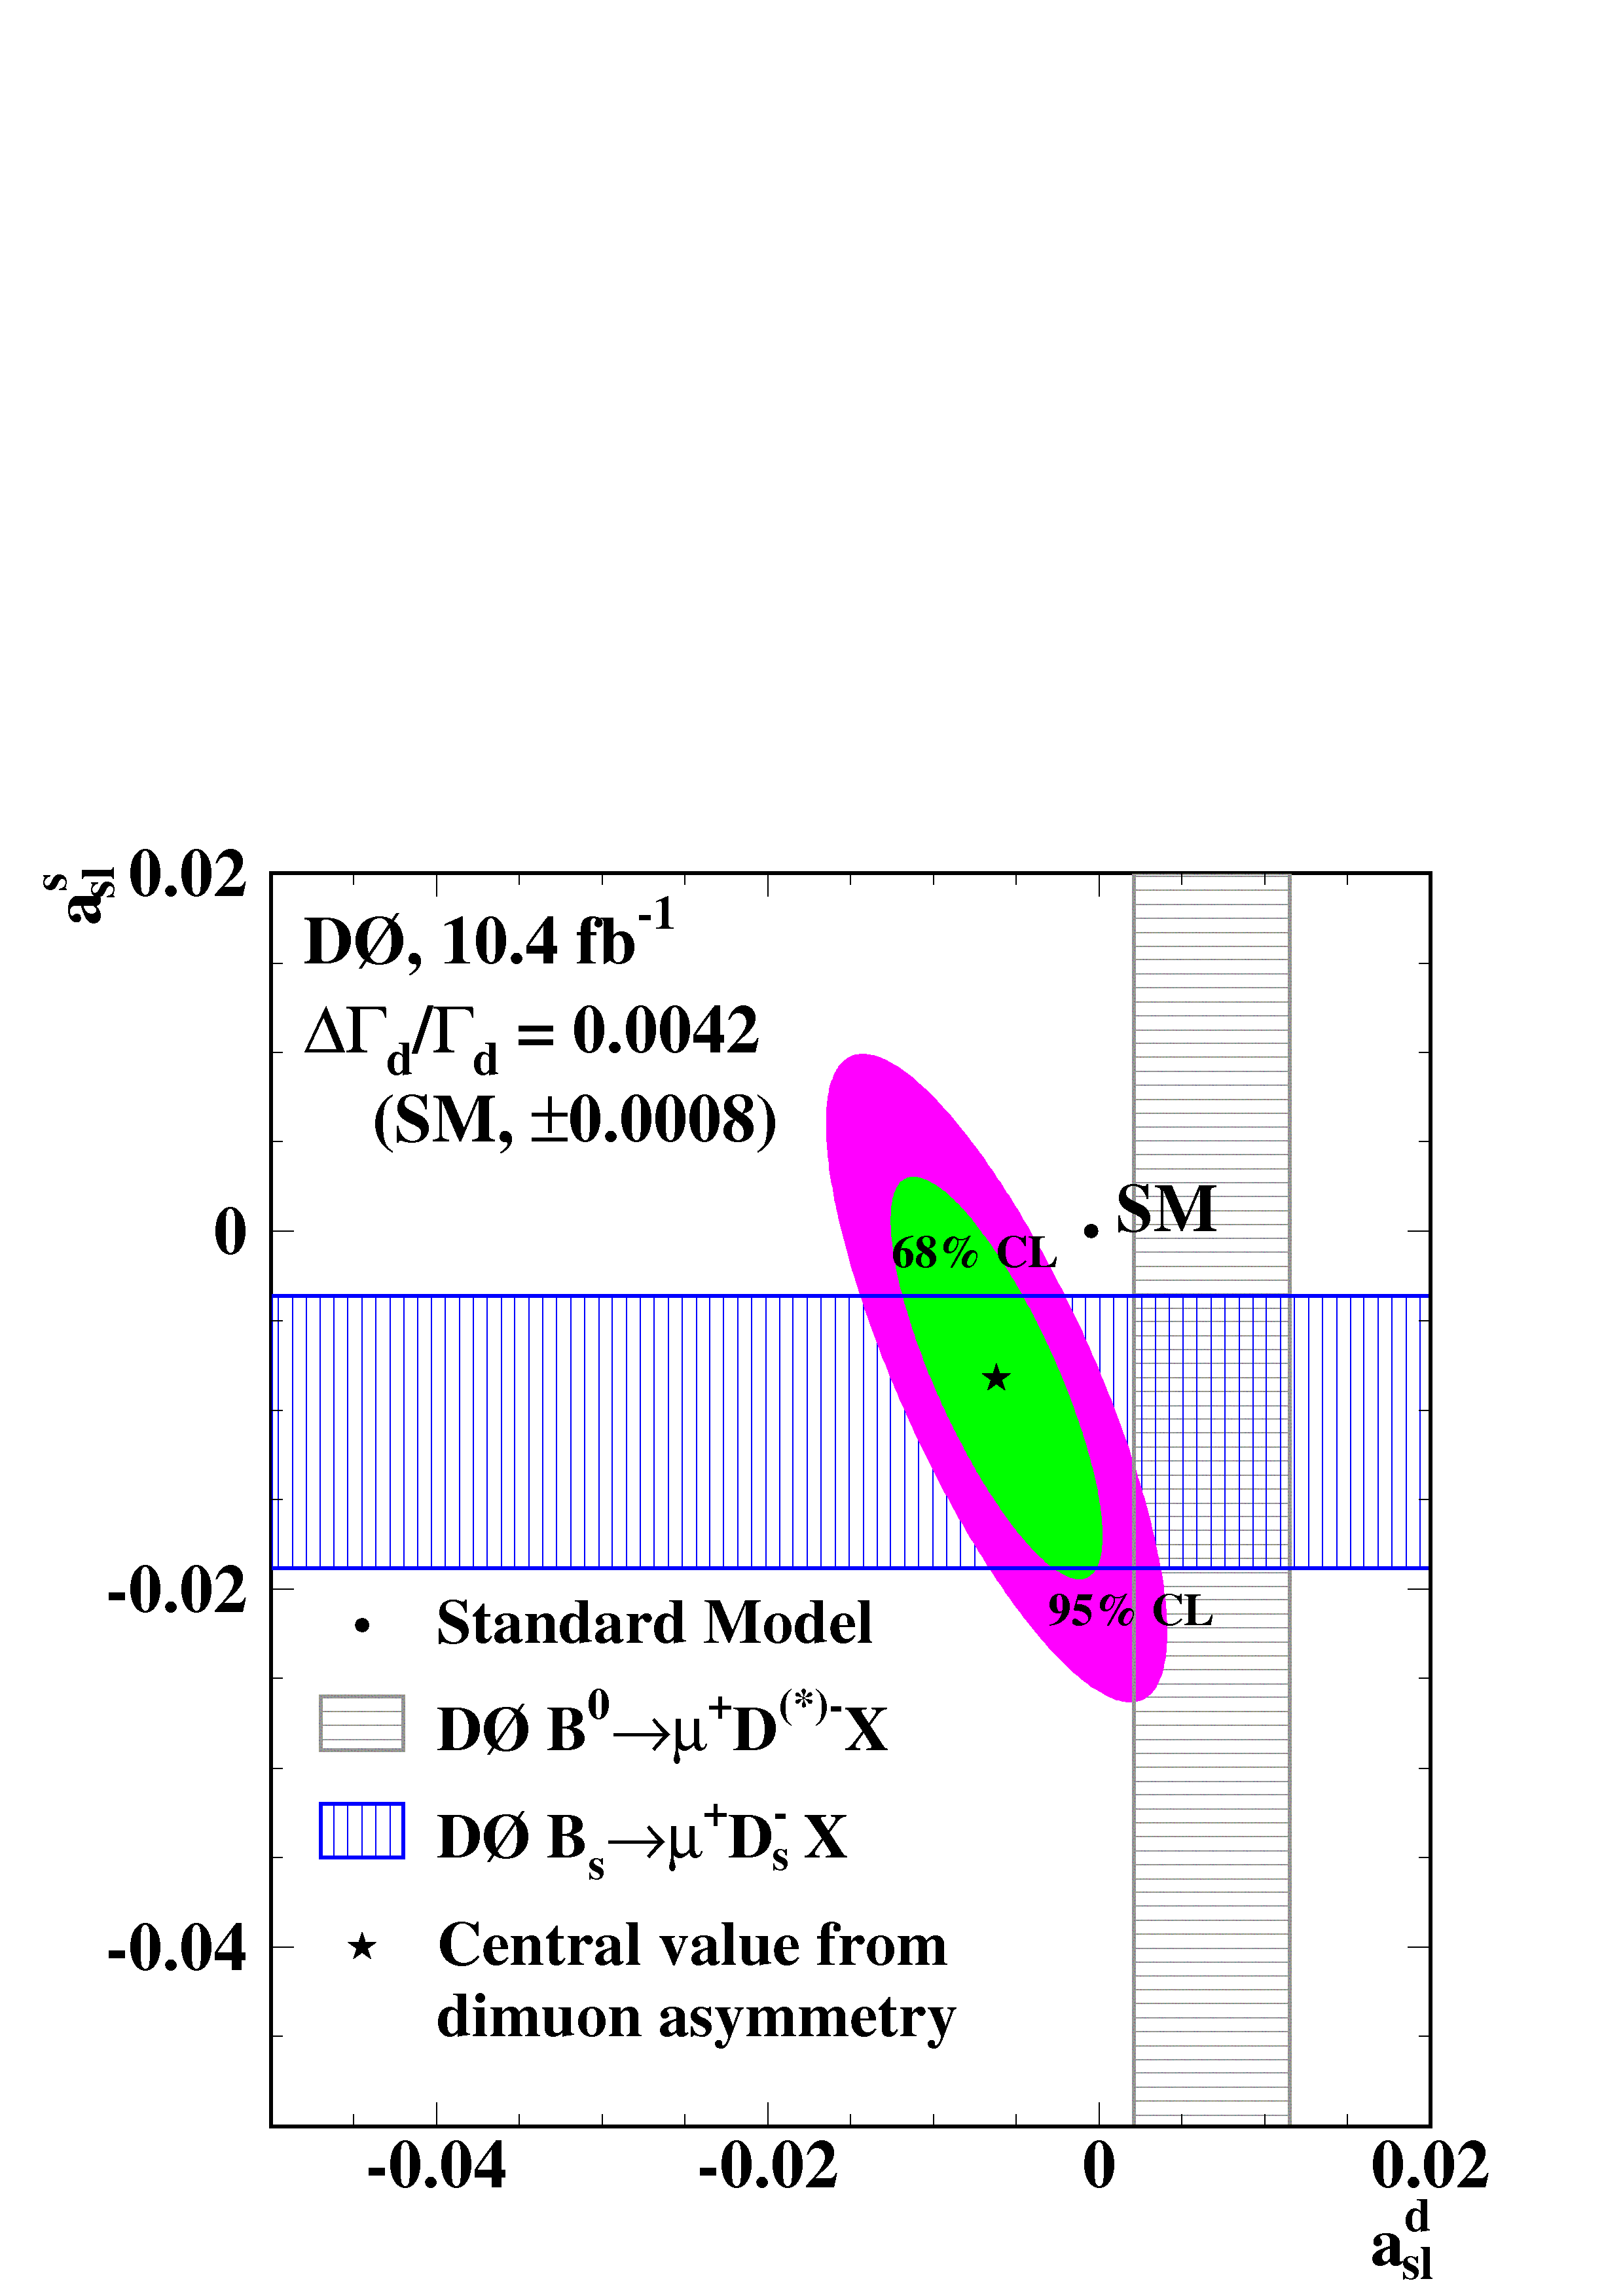 a^s_sl
0.02
DØ, 10.4 fb^-1
ΔΓ_d/Γ_d = 0.0042
(SM, ±0.0008)
SM
0
68% CL
-0.02
95% CL
Standard Model
DØ B^0→μ^+D^(*)-X
DØ B_s→μ^+D_s^- X
-0.04
Central value from
dimuon asymmetry
-0.04 -0.02 0 0.02
a^d_sl